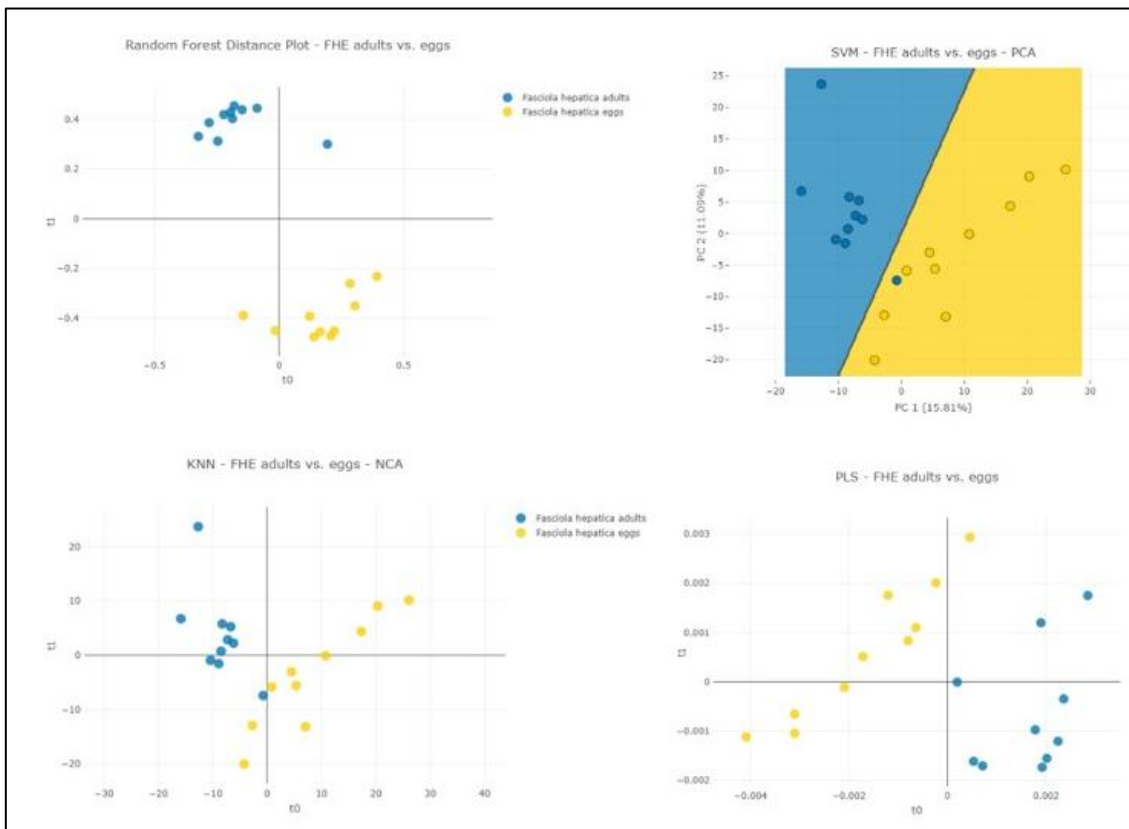 Random Forest Distance Plot - FHE adults vs. eggs
Fasciola hepatica adults
Fasciola hepatica eggs
0.4
0.2
0
−0.2
−0.4
t1
−0.5
0
0.5
t0
SVM - FHE adults vs. eggs - PCA
25
20
15
10
5
0
−5
−10
−15
−20
PC 2 [11.09%]
−20
−10
0
10
20
30
PC 1 [15.81%]
KNN - FHE adults vs. eggs - NCA
Fasciola hepatica adults
Fasciola hepatica eggs
20
10
0
−10
−20
t1
−30
−20
−10
0
10
20
30
40
t0
PLS - FHE adults vs. eggs
0.003
0.002
0.001
0
−0.001
−0.002
t1
−0.004
−0.002
0
0.002
t0